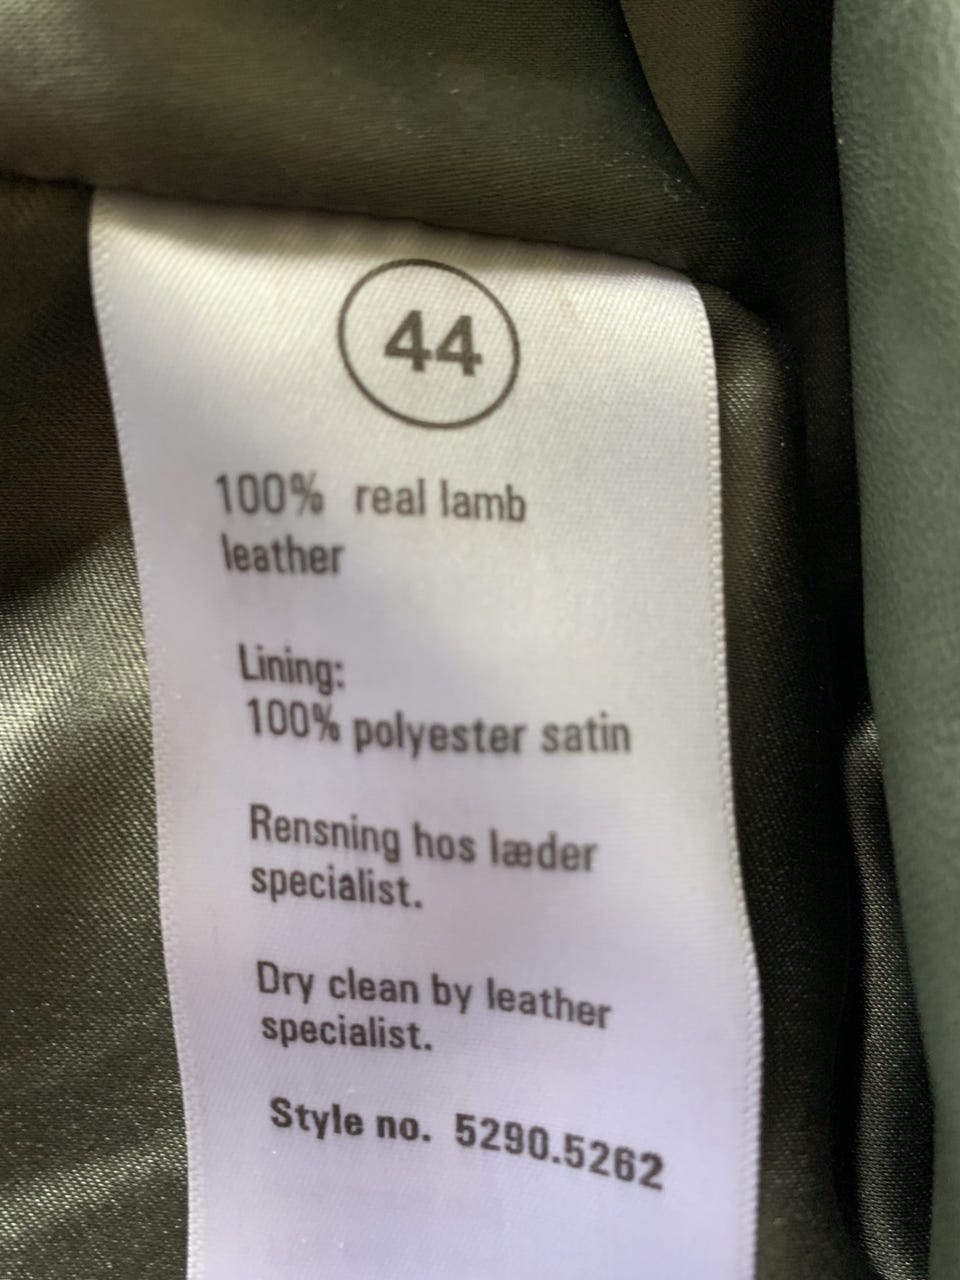 44
100% real lamb
leather
Lining:
100% polyester satin
Rensning hos læder
specialist.
Dry clean by leather
specialist.
Style no. 5290.5262